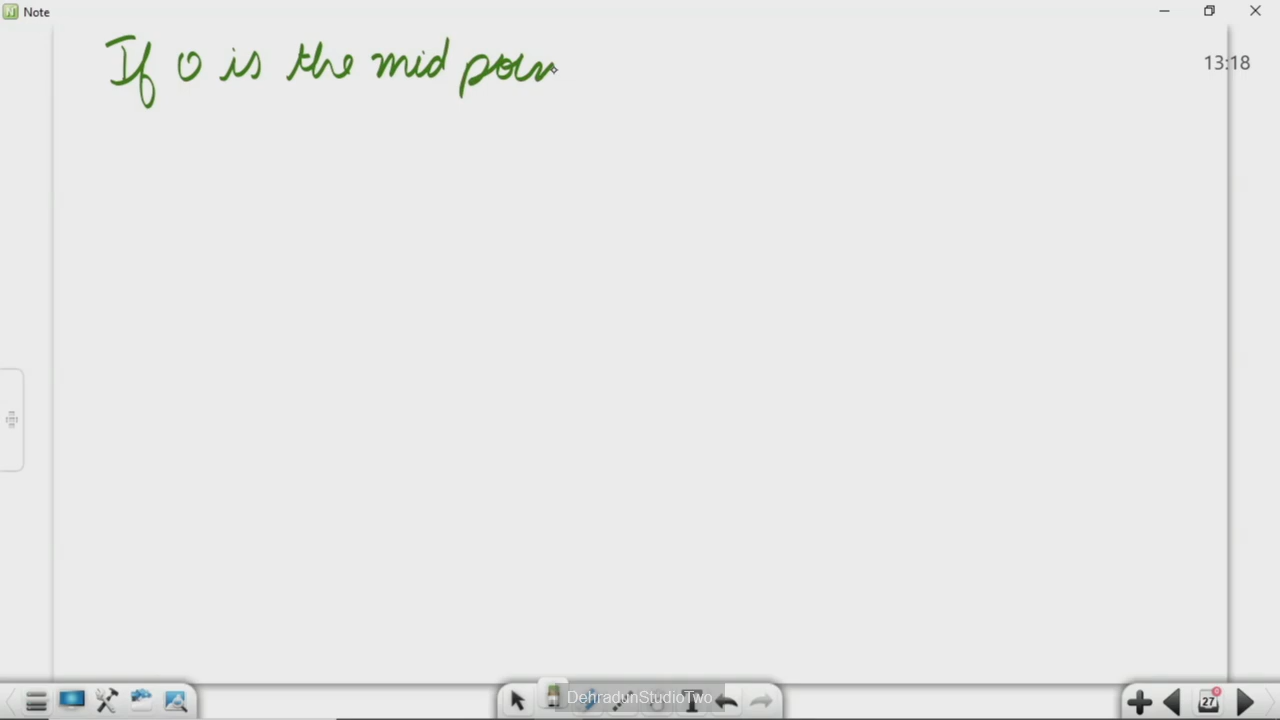 Note
If O is the mid poin
13:18
DehradunStudioTwo
27